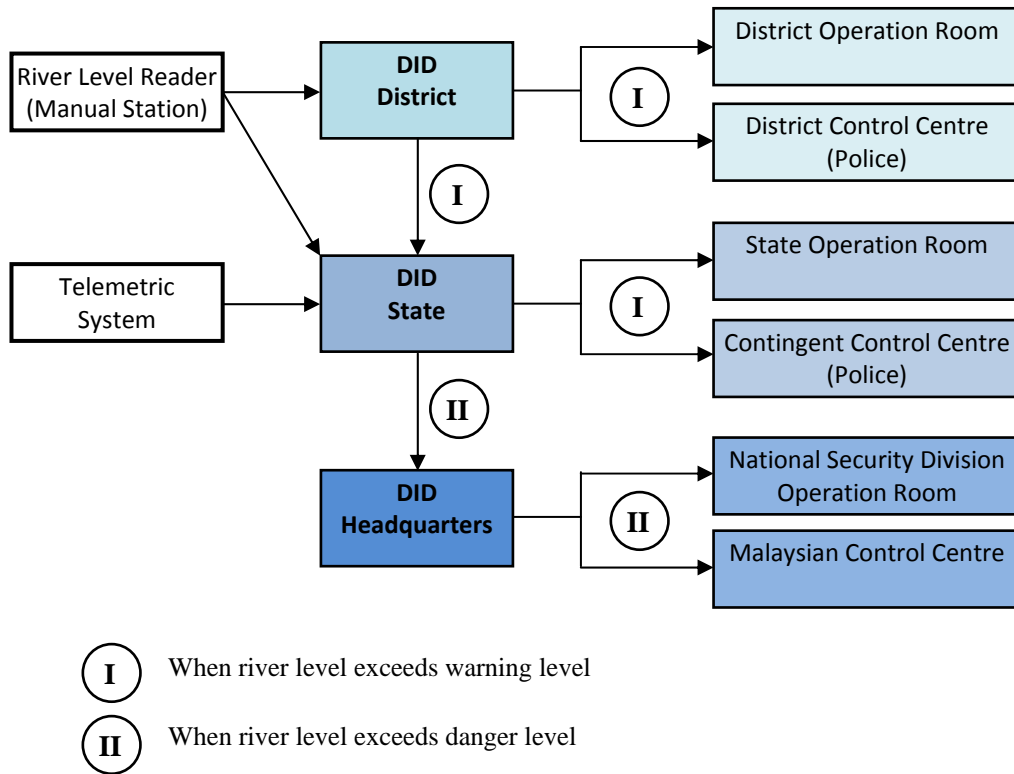 River Level Reader
(Manual Station)
DID
District
I
District Operation Room
District Control Centre
(Police)
I
Telemetric
System
DID
State
I
State Operation Room
Contingent Control Centre
(Police)
II
DID
Headquarters
II
National Security Division
Operation Room
Malaysian Control Centre
I When river level exceeds warning level
II When river level exceeds danger level